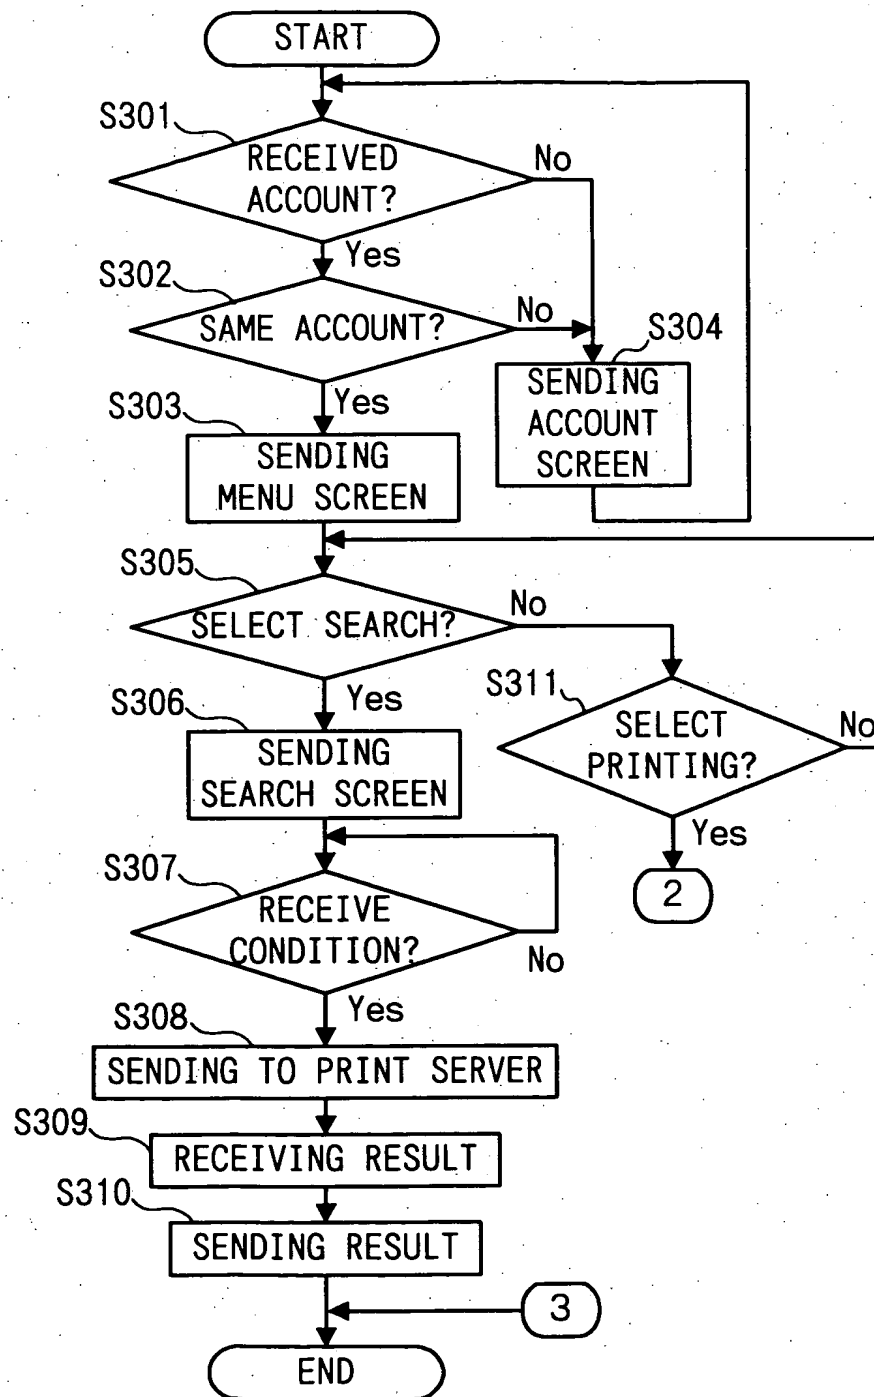 START
S301
RECEIVED
ACCOUNT?
No
Yes
S302
SAME ACCOUNT?
No
S304
Yes
S303
SENDING
MENU SCREEN
SENDING
ACCOUNT
SCREEN
S305
SELECT SEARCH?
No
S311
Yes
S306
SENDING
SEARCH SCREEN
SELECT
PRINTING?
No
Yes
2
S307
RECEIVE
CONDITION?
No
Yes
S308
SENDING TO PRINT SERVER
S309
RECEIVING RESULT
S310
SENDING RESULT
3
END